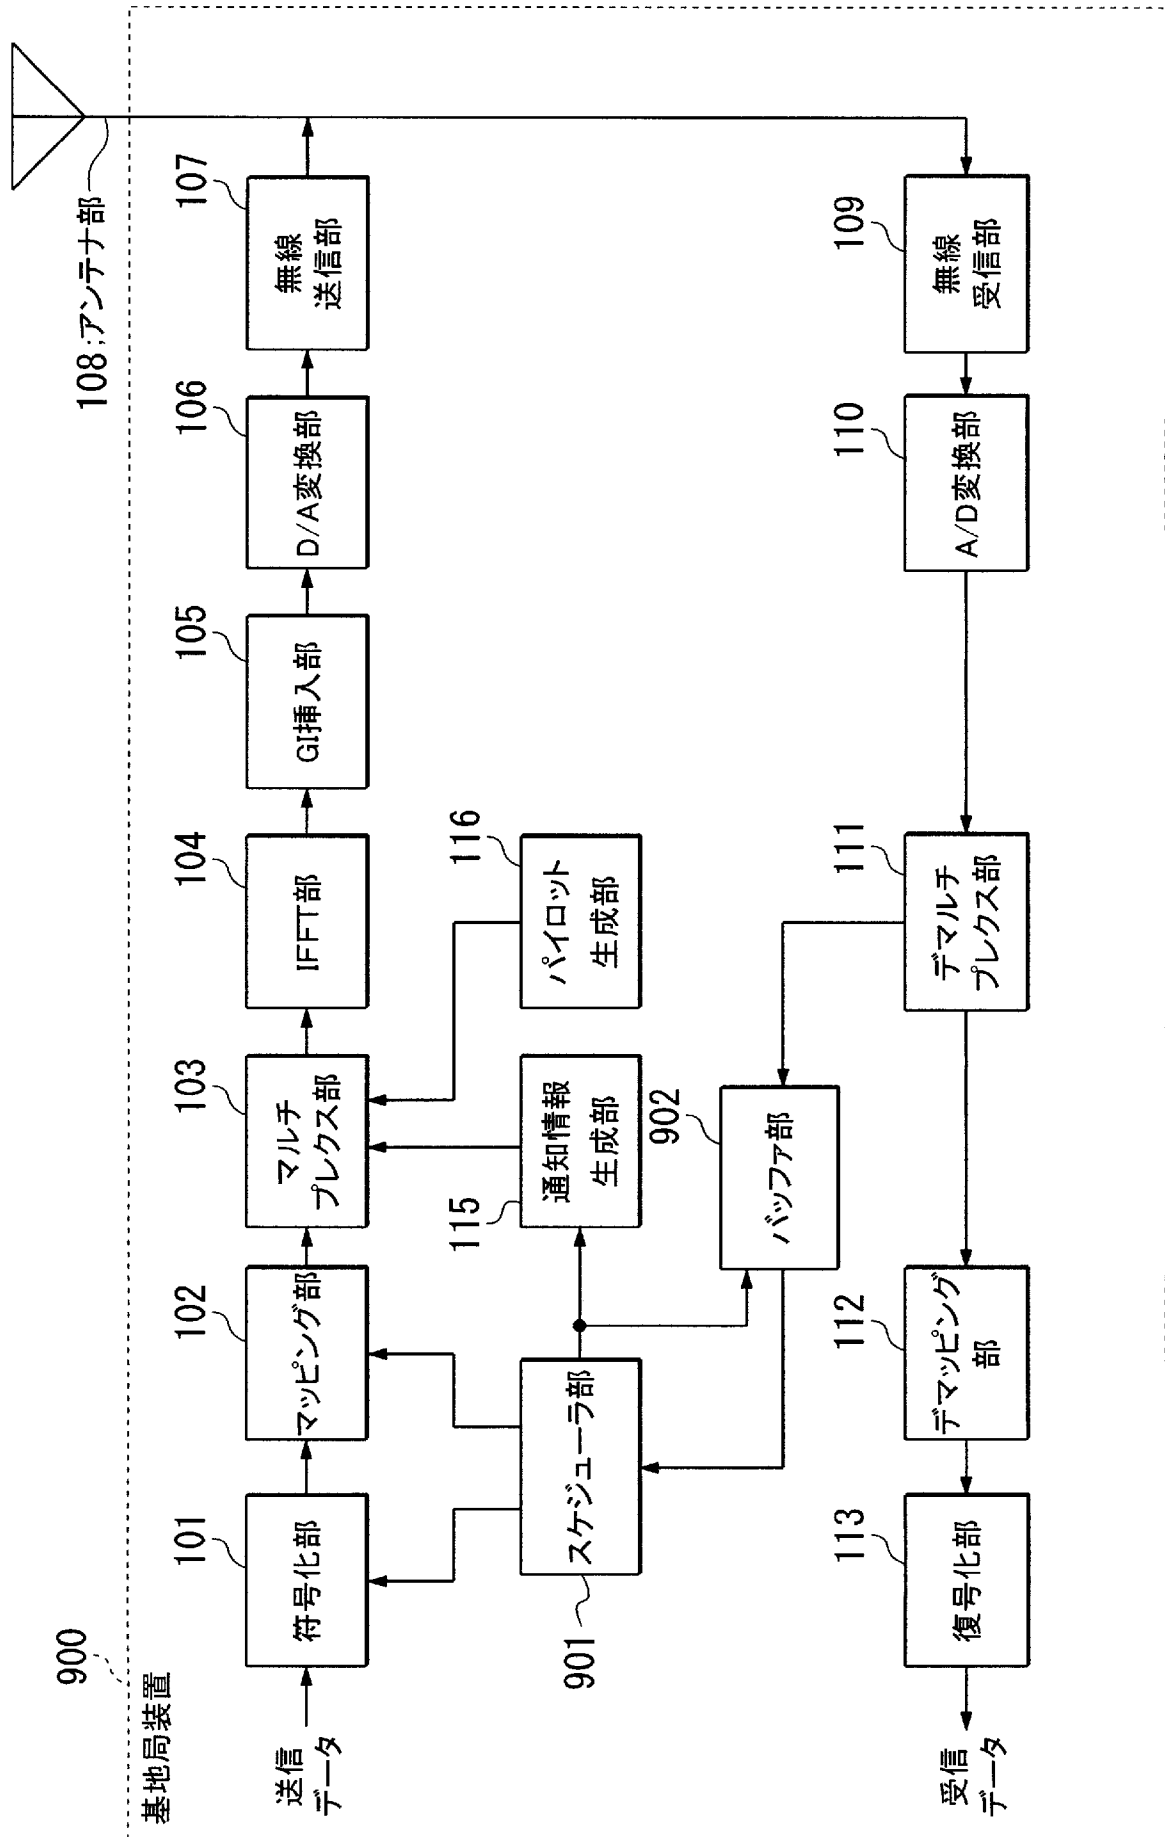 900
基地局装置
108;アンテナ部
送信
データ
101
符号化部
102
マッピング部
103
マルチ
プレクス部
104
IFFT部
105
GI挿入部
106
D/A変換部
107
無線
送信部
901
スケジューラ部
115
通知情報
生成部
116
パイロット
生成部
902
バッファ部
109
無線
受信部
110
A/D変換部
111
デマルチ
プレクス部
112
デマッピング
部
113
復号化部
受信
データ